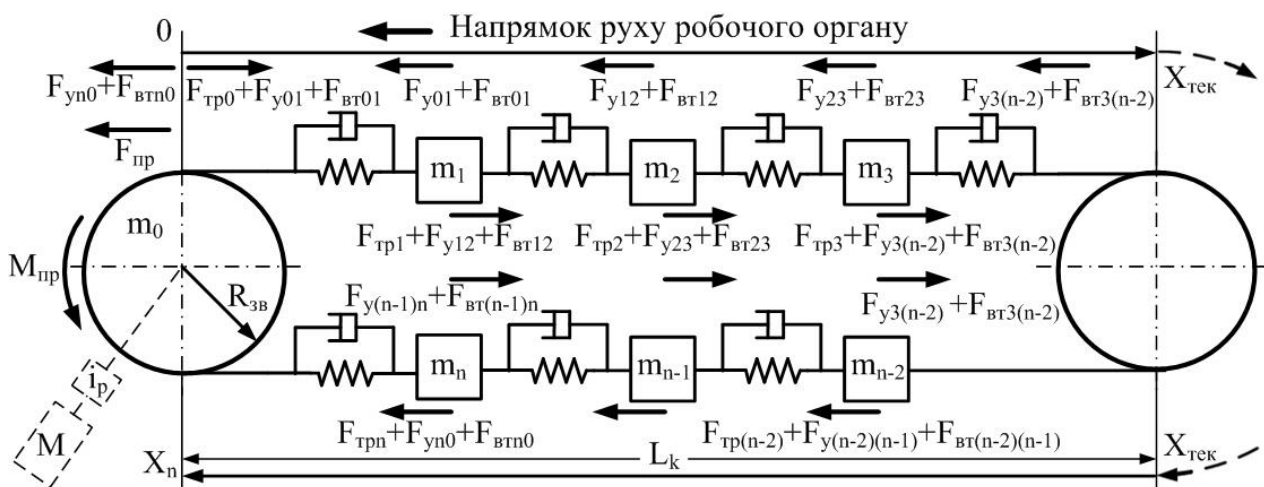 0
Напрямок руху робочого органу
Fуn0+Fвтn0
Fтр0+Fу01+Fвт01
Fу01+Fвт01
Fу12+Fвт12
Fу23+Fвт23
Fу3(n-2)+Fвт3(n-2)
Xтек
Fпр
m0
m1
m2
m3
Fтр1+Fу12+Fвт12
Fтр2+Fу23+Fвт23
Fтр3+Fу3(n-2)+Fвт3(n-2)
Mпр
Rзв
Fу(n-1)n+Fвт(n-1)n
Fу3(n-2)+Fвт3(n-2)
iр
mn
mn-1
mn-2
M
Fтрn+Fуn0+Fвтn0
Fтр(n-2)+Fу(n-2)(n-1)+Fвт(n-2)(n-1)
Xn
Lk
Xтек